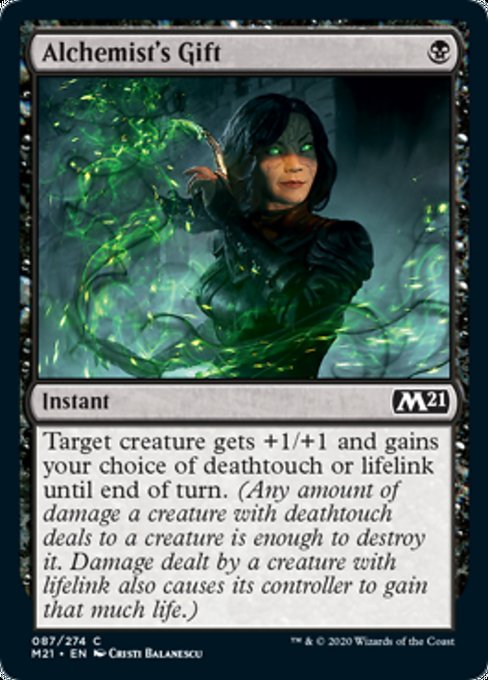 Alchemist's Gift
Instant
M21
Target creature gets +1/+1 and gains
your choice of deathtouch or lifelink
until end of turn. (Any amount of
damage a creature with deathtouch
deals to a creature is enough to destroy
it. Damage dealt by a creature with
lifelink also causes its controller to gain
that much life.)
087/274 C
M21 • EN Cristi Balanescu
™ & © 2020 Wizards of the Coast